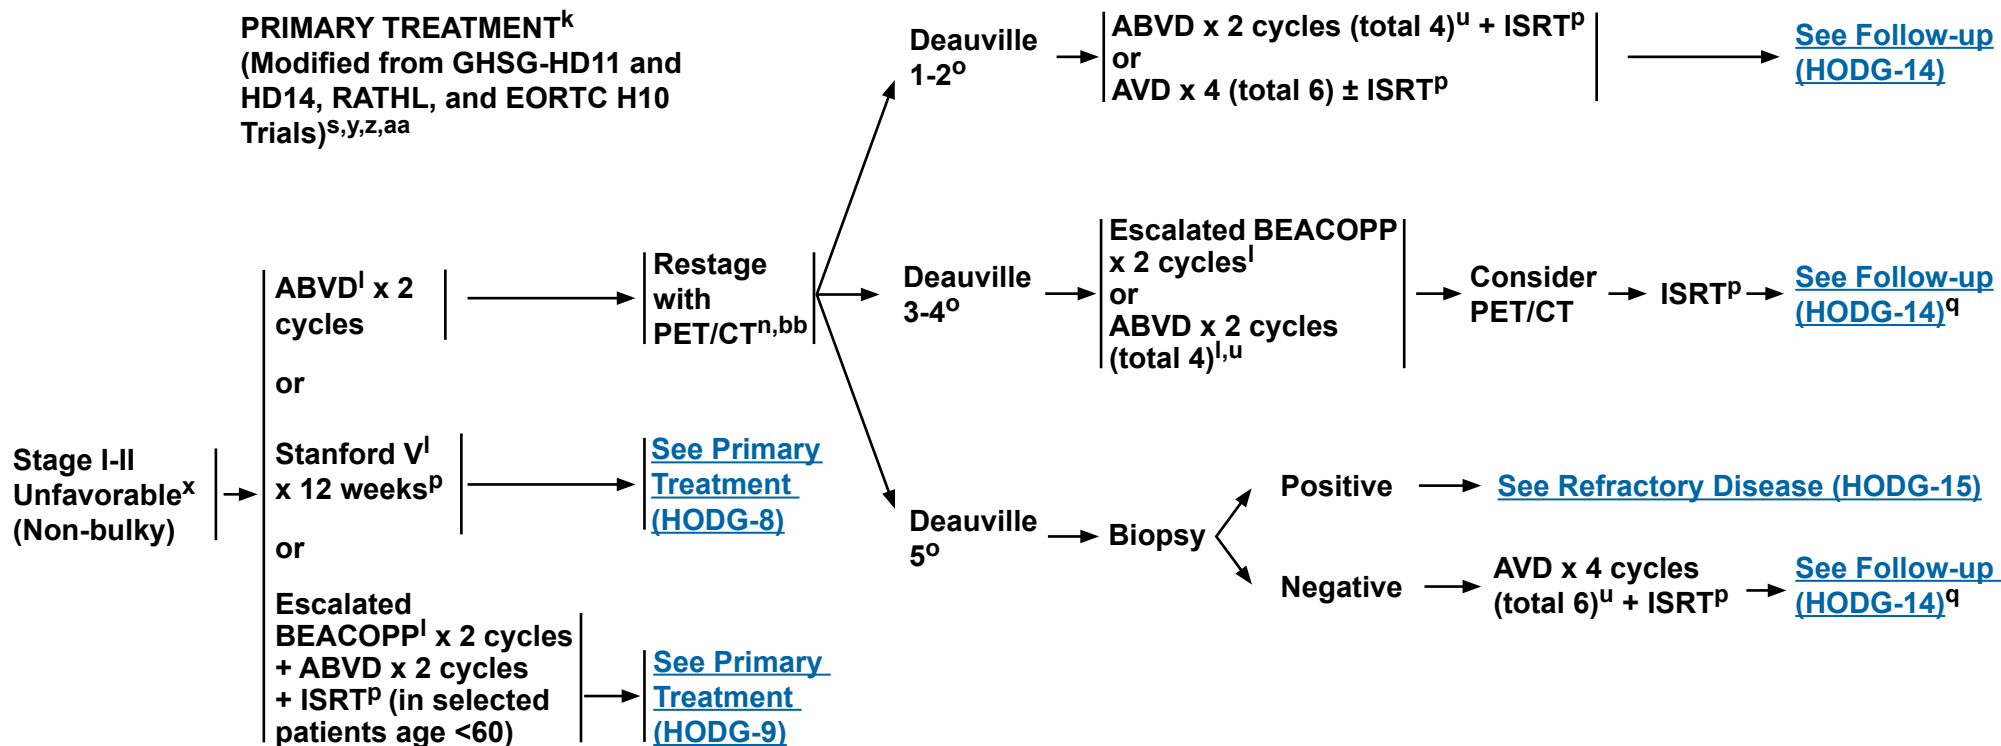 PRIMARY TREATMENTk
(Modified from GHSG-HD11 and
HD14, RATHL, and EORTC H10
Trials)s,y,z,aa
Stage I-II
Unfavorablex
(Non-bulky)
ABVDl x 2
cycles
or
Stanford Vl
x 12 weeksp
or
Escalated
BEACOPPl x 2 cycles
+ ABVD x 2 cycles
+ ISRTp (in selected
patients age <60)
Restage
with
PET/CTn,bb
See Primary
Treatment
(HODG-8)
See Primary
Treatment
(HODG-9)
Deauville
1-2o
ABVD x 2 cycles (total 4)u + ISRTp
or
AVD x 4 (total 6) ± ISRTp
See Follow-up
(HODG-14)
Deauville
3-4o
Escalated BEACOPP
x 2 cyclesl
or
ABVD x 2 cycles
(total 4)l,u
Consider
PET/CT
ISRTp
See Follow-up
(HODG-14)q
Deauville
5o
Biopsy
Positive
See Refractory Disease (HODG-15)
Negative
AVD x 4 cycles
(total 6)u + ISRTp
See Follow-up
(HODG-14)q